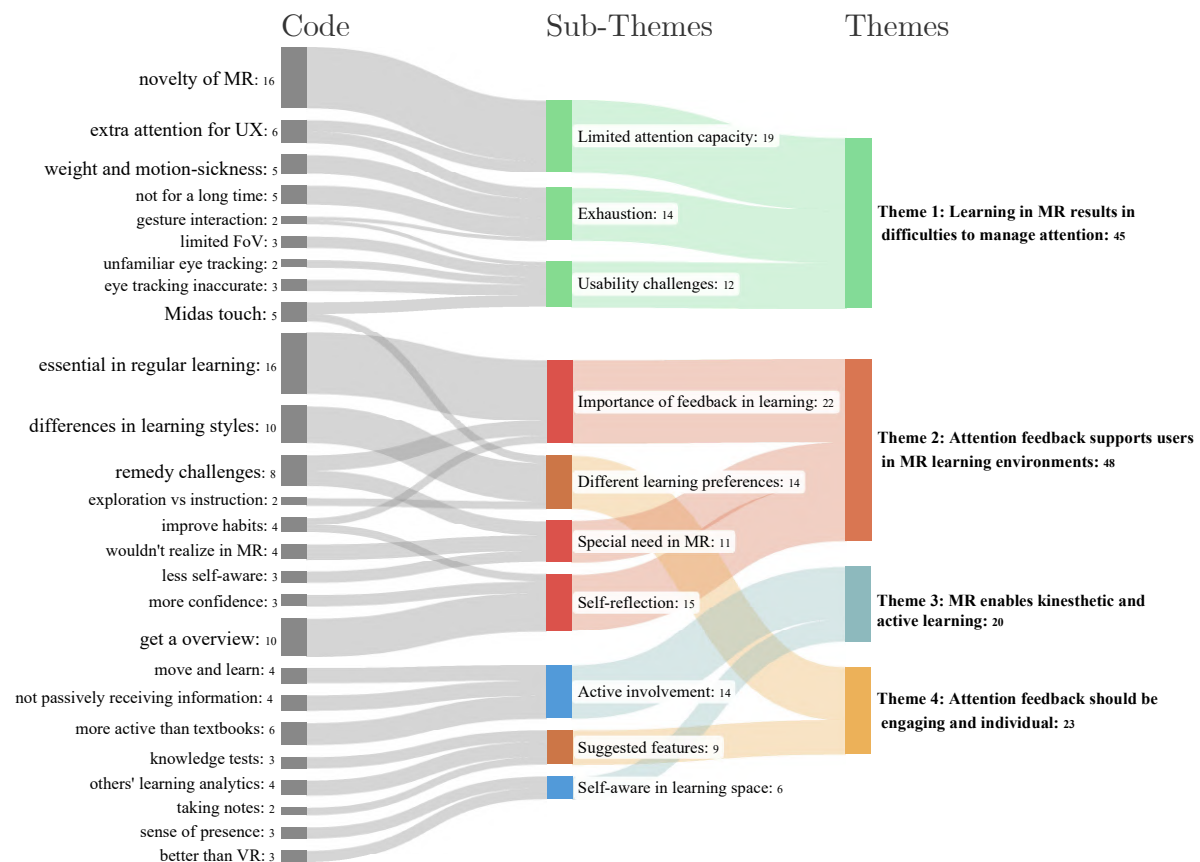 Code
Sub-Themes
Themes
novelty of MR: 16
extra attention for UX: 6
weight and motion-sickness: 5
not for a long time: 5
gesture interaction: 2
limited FoV: 3
unfamiliar eye tracking: 2
eye tracking inaccurate: 3
Midas touch: 5
essential in regular learning: 16
differences in learning styles: 10
remedy challenges: 8
exploration vs instruction: 2
improve habits: 4
wouldn't realize in MR: 4
less self-aware: 3
more confidence: 3
get a overview: 10
move and learn: 4
not passively receiving information: 4
more active than textbooks: 6
knowledge tests: 3
others' learning analytics: 4
taking notes: 2
sense of presence: 3
better than VR: 3
Limited attention capacity: 19
Exhaustion: 14
Usability challenges: 12
Importance of feedback in learning: 22
Different learning preferences: 14
Special need in MR: 11
Self-reflection: 15
Active involvement: 14
Suggested features: 9
Self-aware in learning space: 6
Theme 1: Learning in MR results in
difficulties to manage attention: 45
Theme 2: Attention feedback supports users
in MR learning environments: 48
Theme 3: MR enables kinesthetic and
active learning: 20
Theme 4: Attention feedback should be
engaging and individual: 23